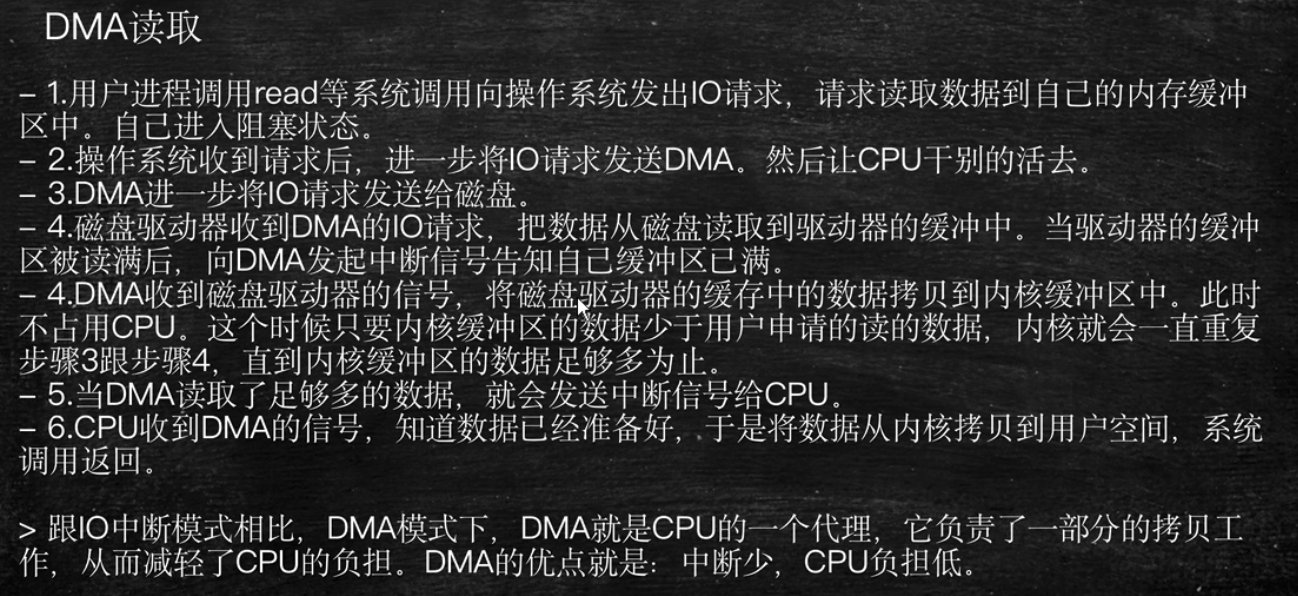 DMA读取
– 1.用户进程调用read等系统调用向操作系统发出IO请求，请求读取数据到自己的内存缓冲
区中。自己进入阻塞状态。
– 2.操作系统收到请求后，进一步将IO请求发送DMA。然后让CPU干别的活去。
– 3.DMA进一步将IO请求发送给磁盘。
– 4.磁盘驱动器收到DMA的IO请求，把数据从磁盘读取到驱动器的缓冲中。当驱动器的缓冲
区被读满后，向DMA发起中断信号告知自己缓冲区已满。
– 4.DMA收到磁盘驱动器的信号，将磁盘驱动器的缓存中的数据拷贝到内核缓冲区中。此时
不占用CPU。这个时候只要内核缓冲区的数据少于用户申请的读的数据，内核就会一直重复
步骤3跟步骤4，直到内核缓冲区的数据足够多为止。
– 5.当DMA读取了足够多的数据，就会发送中断信号给CPU。
– 6.CPU收到DMA的信号，知道数据已经准备好，于是将数据从内核拷贝到用户空间，系统
调用返回。
> 跟IO中断模式相比，DMA模式下，DMA就是CPU的一个代理，它负责了一部分的拷贝工
作，从而减轻了CPU的负担。DMA的优点就是：中断少，CPU负担低。